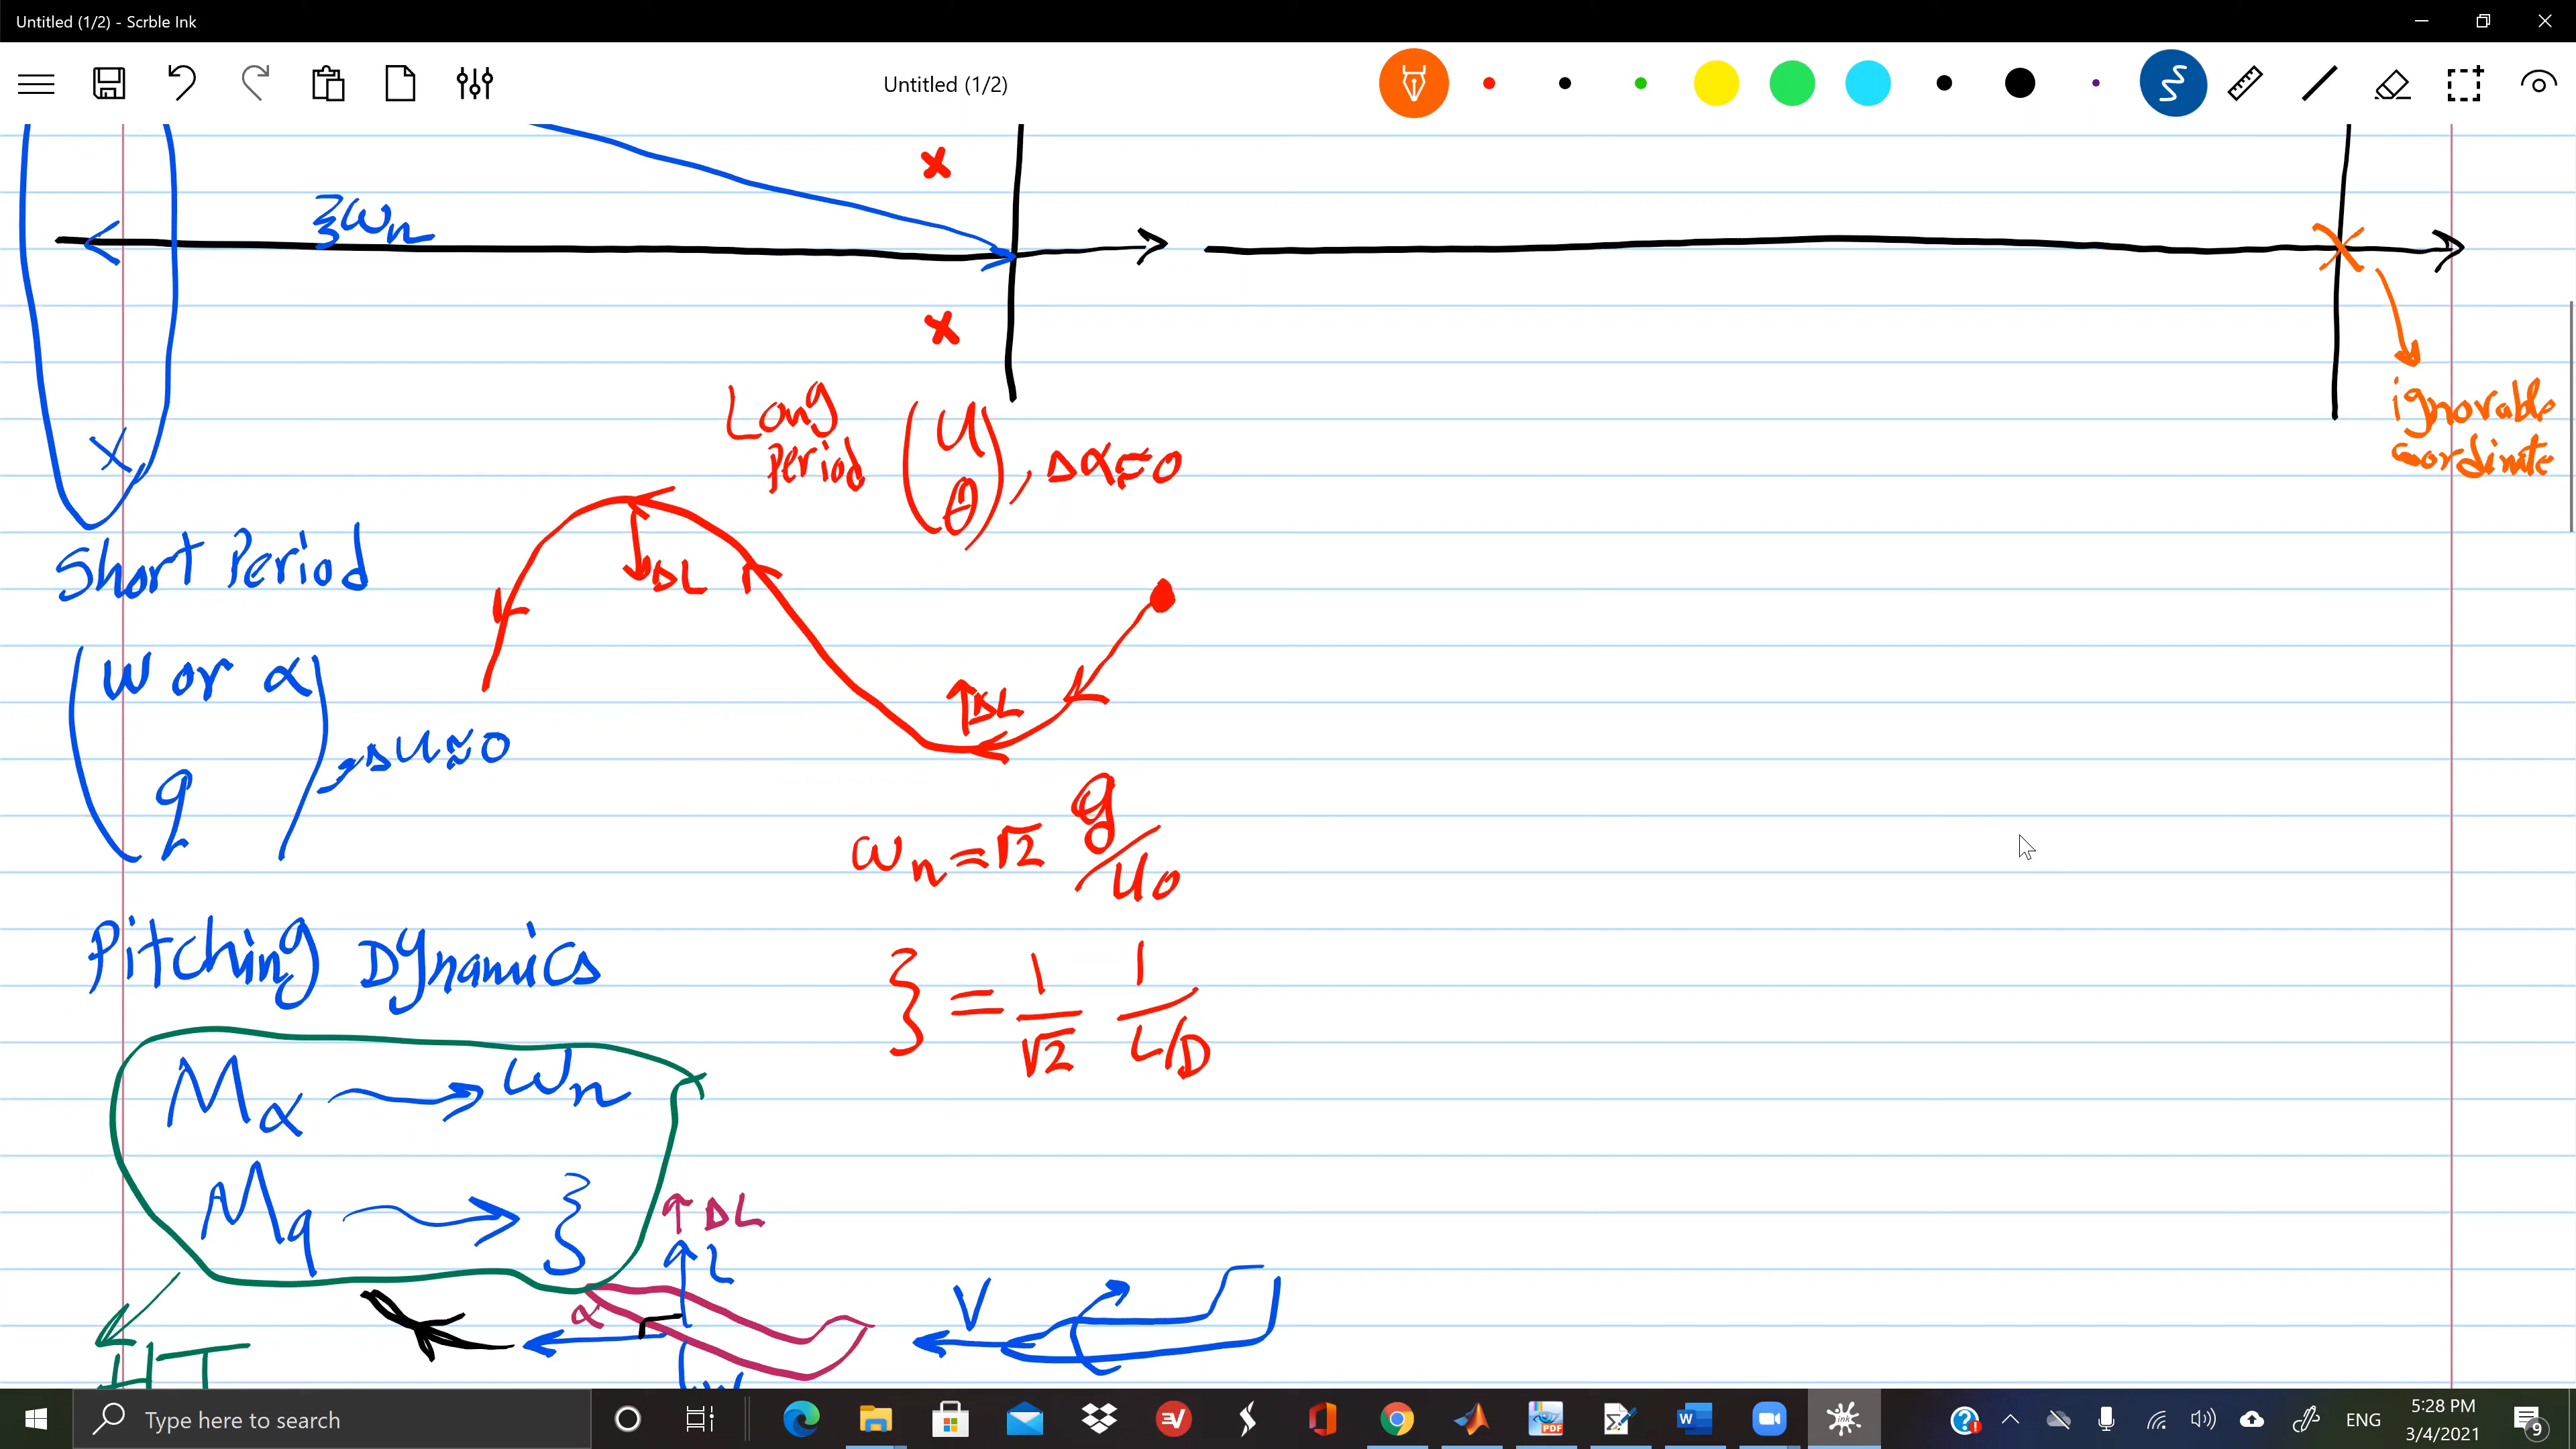 Untitled (1/2) - Scrble Ink
Untitled (1/2)
ξωn
Long
Period
(u
θ), Δα≈0
ignorable
coordinate
Short Period
ΔL
(w or α
q), Δu≈0
ΔL
ωn = √2 g/u0
Pitching Dynamics
ξ = 1/√2 1/(L/D)
Mα → ωn
Mq → ξ
↑ ΔL
L
V
α
HT
W
Type here to search
ENG
5:28 PM
3/4/2021
9